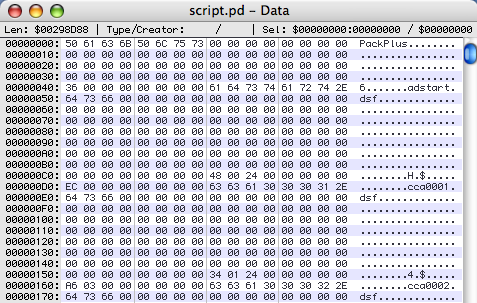 script.pd – Data
Len: $00298D88 | Type/Creator: / | Sel: $00000000:00000000 / $00000000
00000000: 50 61 63 6B 50 6C 75 73 00 00 00 00 00 00 00 00 PackPlus........
00000010: 00 00 00 00 00 00 00 00 00 00 00 00 00 00 00 00 ................
00000020: 00 00 00 00 00 00 00 00 00 00 00 00 00 00 00 00 ................
00000030: 00 00 00 00 00 00 00 00 00 00 00 00 00 00 00 00 ................
00000040: 36 00 00 00 00 00 00 00 61 64 73 74 61 72 74 2E 6.......adstart.
00000050: 64 73 66 00 00 00 00 00 00 00 00 00 00 00 00 00 dsf.............
00000060: 00 00 00 00 00 00 00 00 00 00 00 00 00 00 00 00 ................
00000070: 00 00 00 00 00 00 00 00 00 00 00 00 00 00 00 00 ................
00000080: 00 00 00 00 00 00 00 00 00 00 00 00 00 00 00 00 ................
00000090: 00 00 00 00 00 00 00 00 00 00 00 00 00 00 00 00 ................
000000A0: 00 00 00 00 00 00 00 00 00 00 00 00 00 00 00 00 ................
000000B0: 00 00 00 00 00 00 00 00 00 00 00 00 00 00 00 00 ................
000000C0: 00 00 00 00 00 00 00 00 48 00 24 00 00 00 00 00 ........H.$.....
000000D0: EC 00 00 00 00 00 00 00 63 63 61 30 30 30 31 2E ........cca0001.
000000E0: 64 73 66 00 00 00 00 00 00 00 00 00 00 00 00 00 dsf.............
000000F0: 00 00 00 00 00 00 00 00 00 00 00 00 00 00 00 00 ................
00000100: 00 00 00 00 00 00 00 00 00 00 00 00 00 00 00 00 ................
00000110: 00 00 00 00 00 00 00 00 00 00 00 00 00 00 00 00 ................
00000120: 00 00 00 00 00 00 00 00 00 00 00 00 00 00 00 00 ................
00000130: 00 00 00 00 00 00 00 00 00 00 00 00 00 00 00 00 ................
00000140: 00 00 00 00 00 00 00 00 00 00 00 00 00 00 00 00 ................
00000150: 00 00 00 00 00 00 00 00 34 01 24 00 00 00 00 00 ........4.$.....
00000160: A6 03 00 00 00 00 00 00 63 63 61 30 30 30 32 2E ........cca0002.
00000170: 64 73 66 00 00 00 00 00 00 00 00 00 00 00 00 00 dsf.............